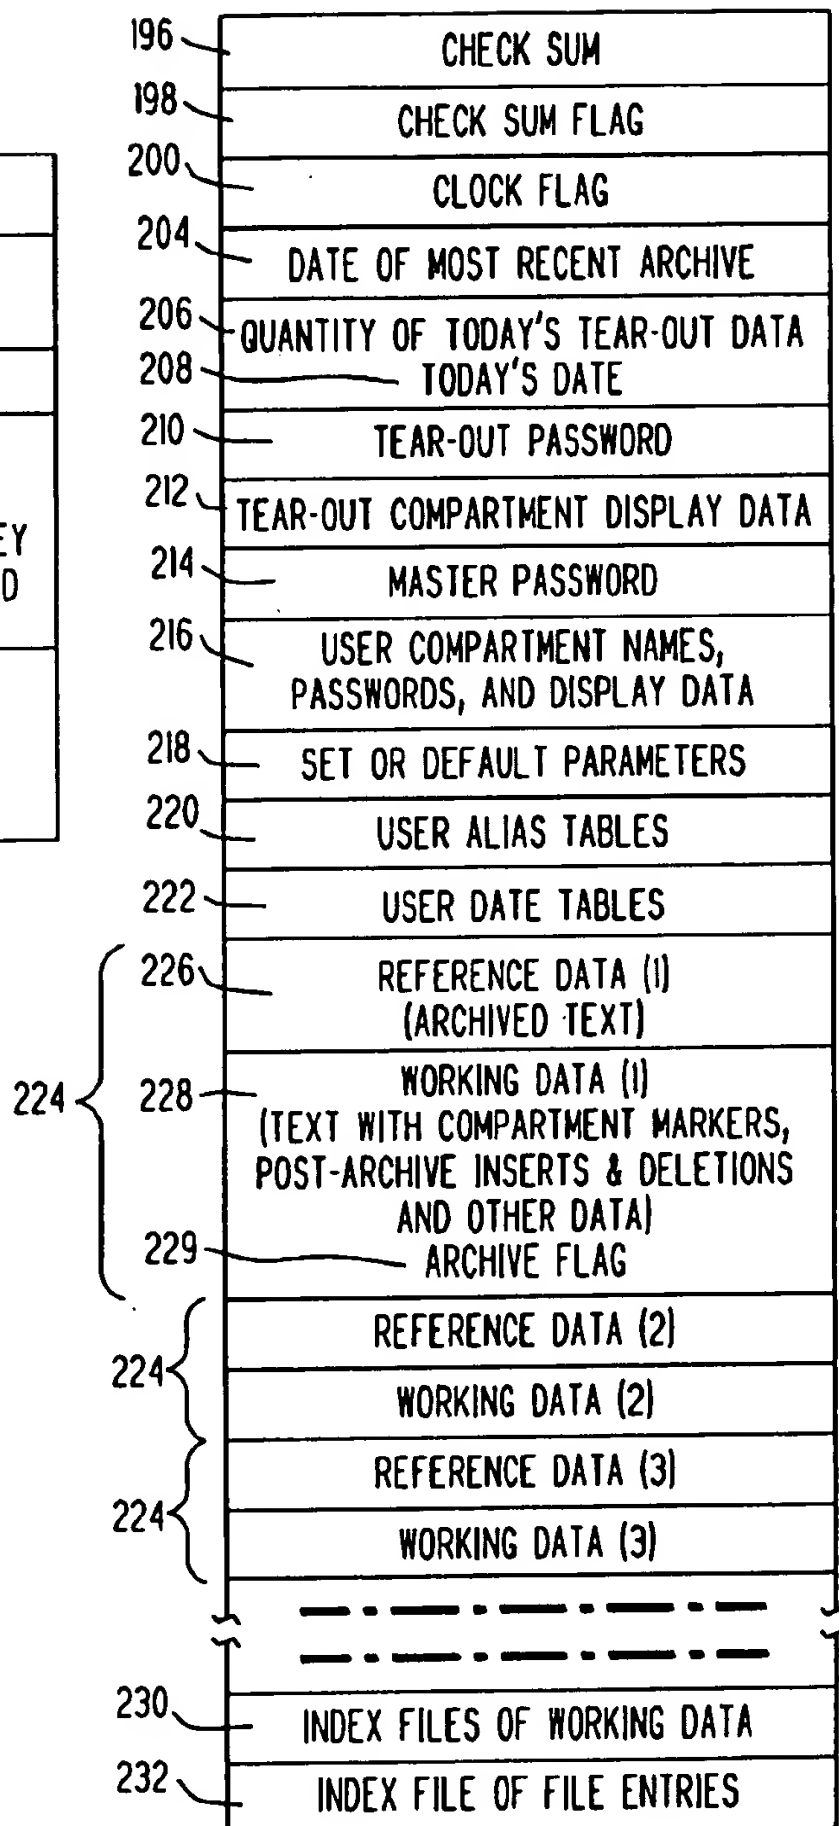 196 CHECK SUM
198 CHECK SUM FLAG
200 CLOCK FLAG
204 DATE OF MOST RECENT ARCHIVE
206 QUANTITY OF TODAY'S TEAR-OUT DATA
208 TODAY'S DATE
210 TEAR-OUT PASSWORD
212 TEAR-OUT COMPARTMENT DISPLAY DATA
EY
D
214 MASTER PASSWORD
216 USER COMPARTMENT NAMES,
PASSWORDS, AND DISPLAY DATA
218 SET OR DEFAULT PARAMETERS
220 USER ALIAS TABLES
222 USER DATE TABLES
224
226 REFERENCE DATA (1)
(ARCHIVED TEXT)
228 WORKING DATA (1)
(TEXT WITH COMPARTMENT MARKERS,
POST-ARCHIVE INSERTS & DELETIONS
AND OTHER DATA)
229 ARCHIVE FLAG
224
REFERENCE DATA (2)
WORKING DATA (2)
224
REFERENCE DATA (3)
WORKING DATA (3)
230 INDEX FILES OF WORKING DATA
232 INDEX FILE OF FILE ENTRIES